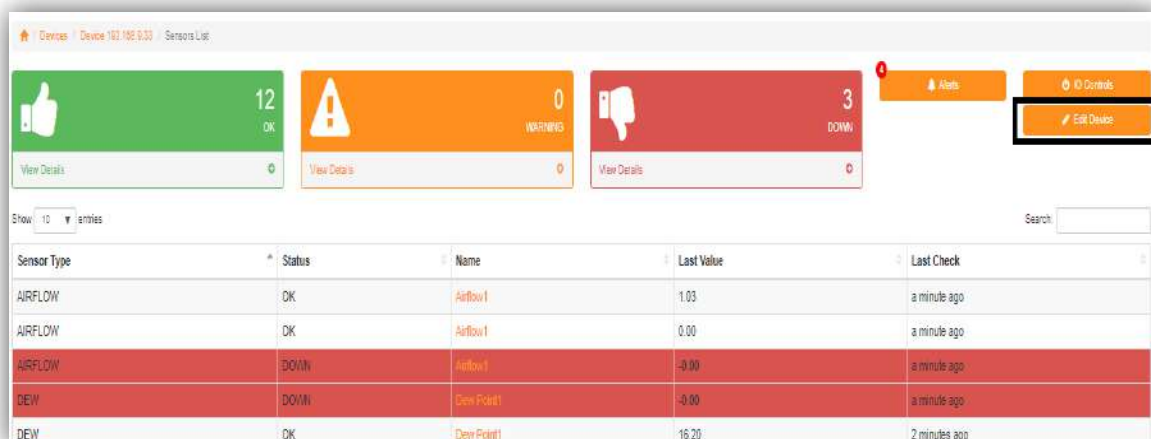 Devices / Device 192.168.9.33 / Sensors List
12
OK
View Details
0
WARNING
View Details
3
DOWN
View Details
4
Alerts
IO Controls
Edit Device
Show 10 entries
Search:
Sensor Type Status Name Last Value Last Check
AIRFLOW OK Airflow1 1.03 a minute ago
AIRFLOW OK Airflow1 0.00 a minute ago
AIRFLOW DOWN Airflow1 -0.00 a minute ago
DEW DOWN Dew Point1 -0.00 a minute ago
DEW OK Dew Point1 16.20 2 minutes ago